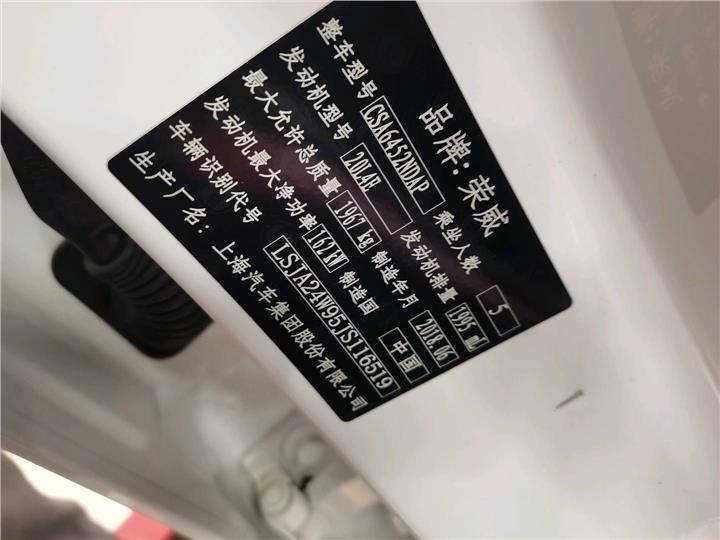 品牌：荣威
整车型号 CSA6452NDAP 乘坐人数 5
发动机型号 20L4E 发动机排量 1995 mL
最大允许总质量 1967 kg 制造年月 2018.06
发动机最大净功率 161kW 制造国 中国
车辆识别代号 LSJA24W95JS116519
生产厂名：上海汽车集团股份有限公司